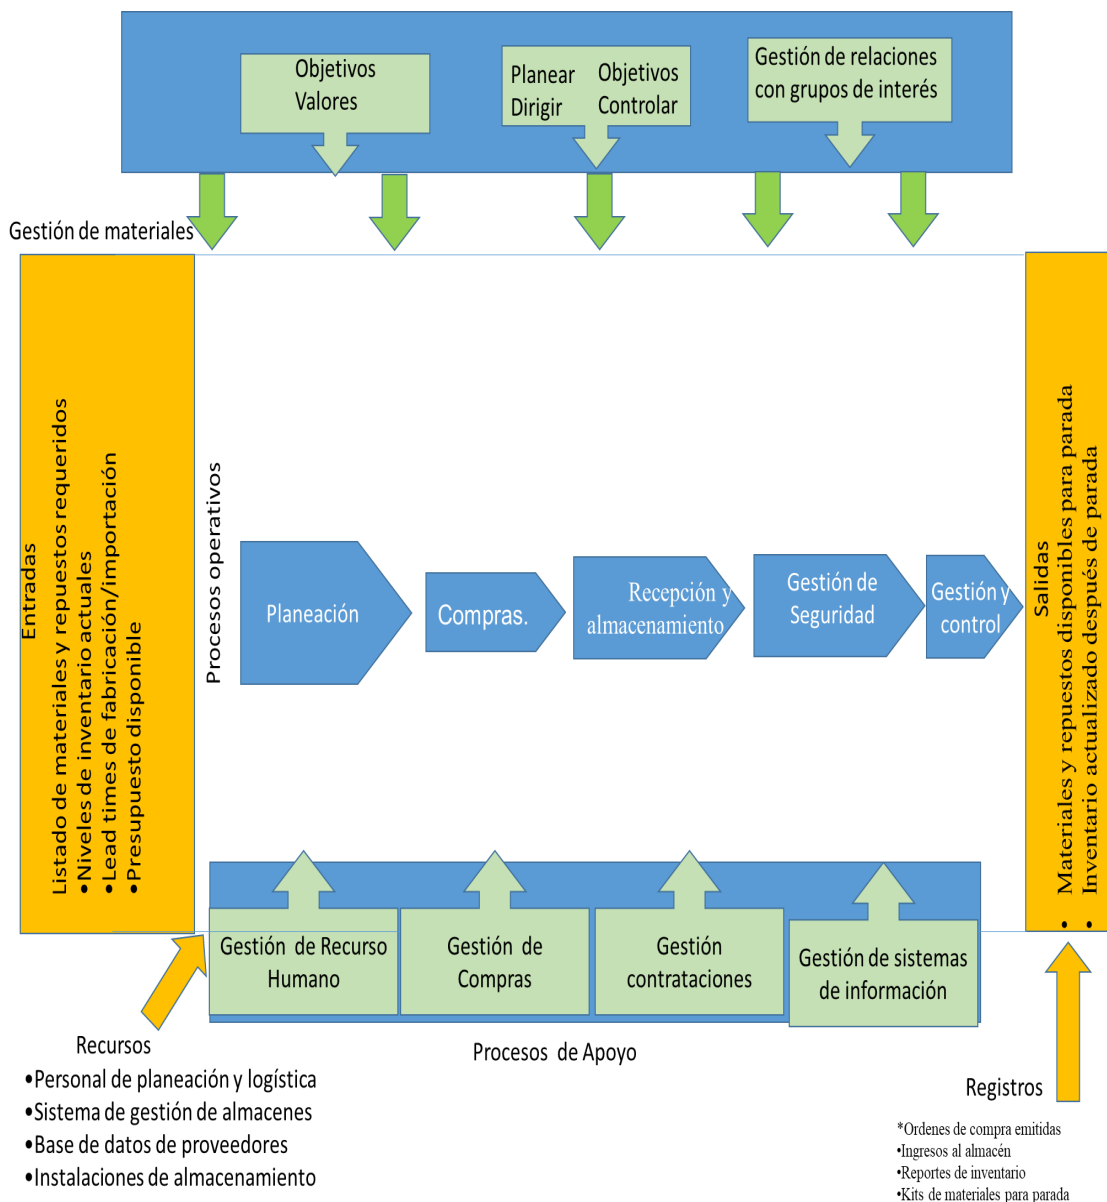 Objetivos
Valores
Planear Objetivos
Dirigir Controlar
Gestión de relaciones
con grupos de interés
Gestión de materiales
Entradas
Listado de materiales y repuestos requeridos
•Niveles de inventario actuales
•Lead times de fabricación/importación
•Presupuesto disponible
Procesos operativos
Planeación
Compras.
Recepción y
almacenamiento
Gestión de
Seguridad
Gestión y
control
Salidas
• Materiales y repuestos disponibles para parada
• Inventario actualizado después de parada
Gestión de Recurso
Humano
Gestión de
Compras
Gestión
contrataciones
Gestión de sistemas
de información
Procesos de Apoyo
Recursos
•Personal de planeación y logística
•Sistema de gestión de almacenes
•Base de datos de proveedores
•Instalaciones de almacenamiento
Registros
*Ordenes de compra emitidas
•Ingresos al almacén
•Reportes de inventario
•Kits de materiales para parada